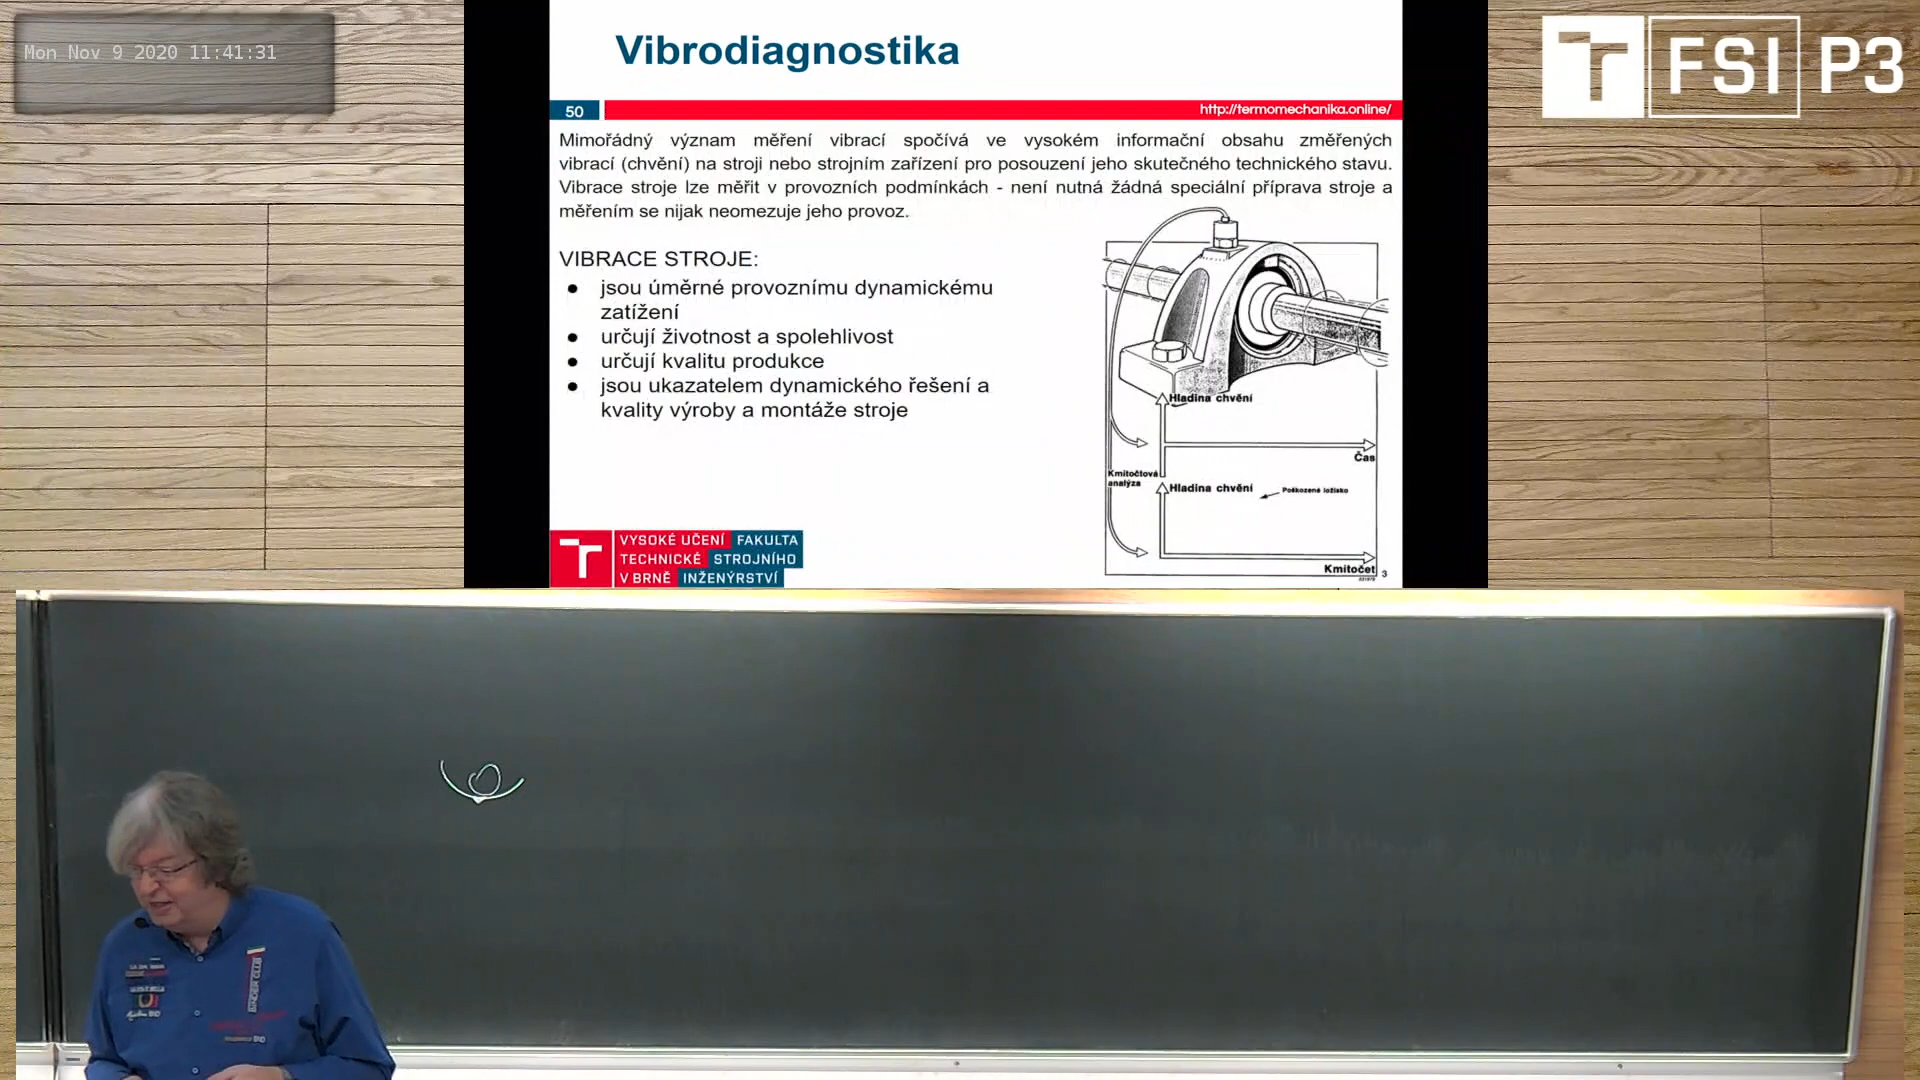 Mon Nov 9 2020 11:41:31
Vibrodiagnostika
FSI P3
50
http://termomechanika.online/
Mimořádný význam měření vibrací spočívá ve vysokém informační obsahu změřených
vibrací (chvění) na stroji nebo strojním zařízení pro posouzení jeho skutečného technického stavu.
Vibrace stroje lze měřit v provozních podmínkách - není nutná žádná speciální příprava stroje a
měřením se nijak neomezuje jeho provoz.
VIBRACE STROJE:
● jsou úměrné provoznímu dynamickému
zatížení
● určují životnost a spolehlivost
● určují kvalitu produkce
● jsou ukazatelem dynamického řešení a
kvality výroby a montáže stroje
Hladina chvění
Čas
Kmitočtová
analýza
Hladina chvění
Poškozené ložisko
Kmitočet
3
VYSOKÉ UČENÍ FAKULTA
TECHNICKÉ STROJNÍHO
V BRNĚ INŽENÝRSTVÍ